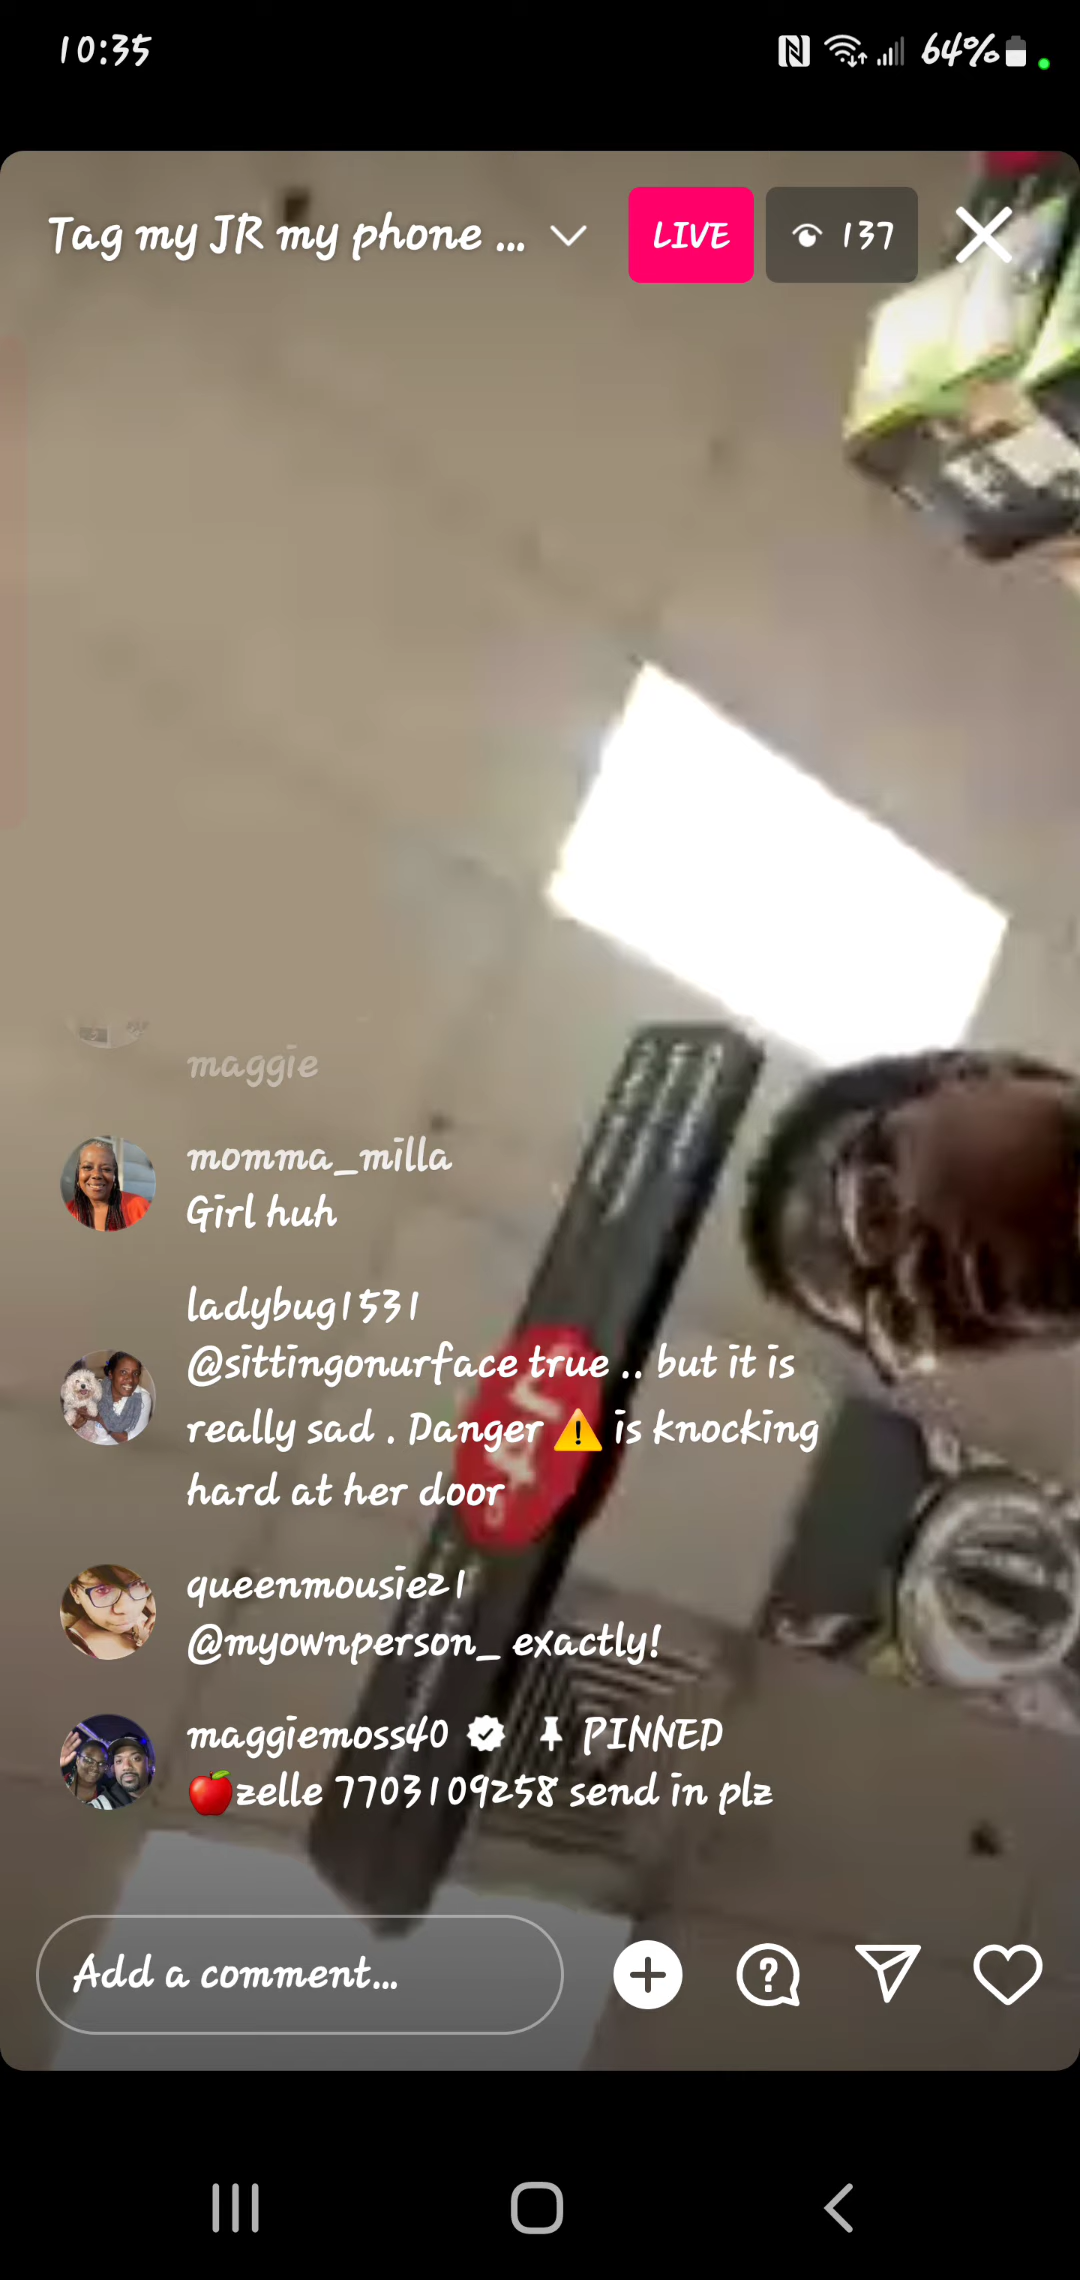 10:35
64%
Tag my JR my phone ...
LIVE
137
maggie
momma_milla
Girl huh
ladybug1531
@sittingonurface true .. but it is
really sad . Danger ⚠️ is knocking
hard at her door
queenmousie21
@myownperson_ exactly!
maggiemoss40 PINNED
🍎zelle 7703109258 send in plz
Add a comment...